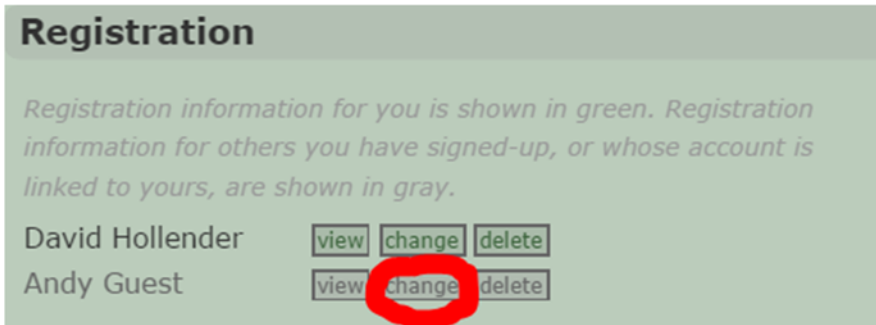 Registration
Registration information for you is shown in green. Registration
information for others you have signed-up, or whose account is
linked to yours, are shown in gray.
David Hollender view change delete
Andy Guest view change delete